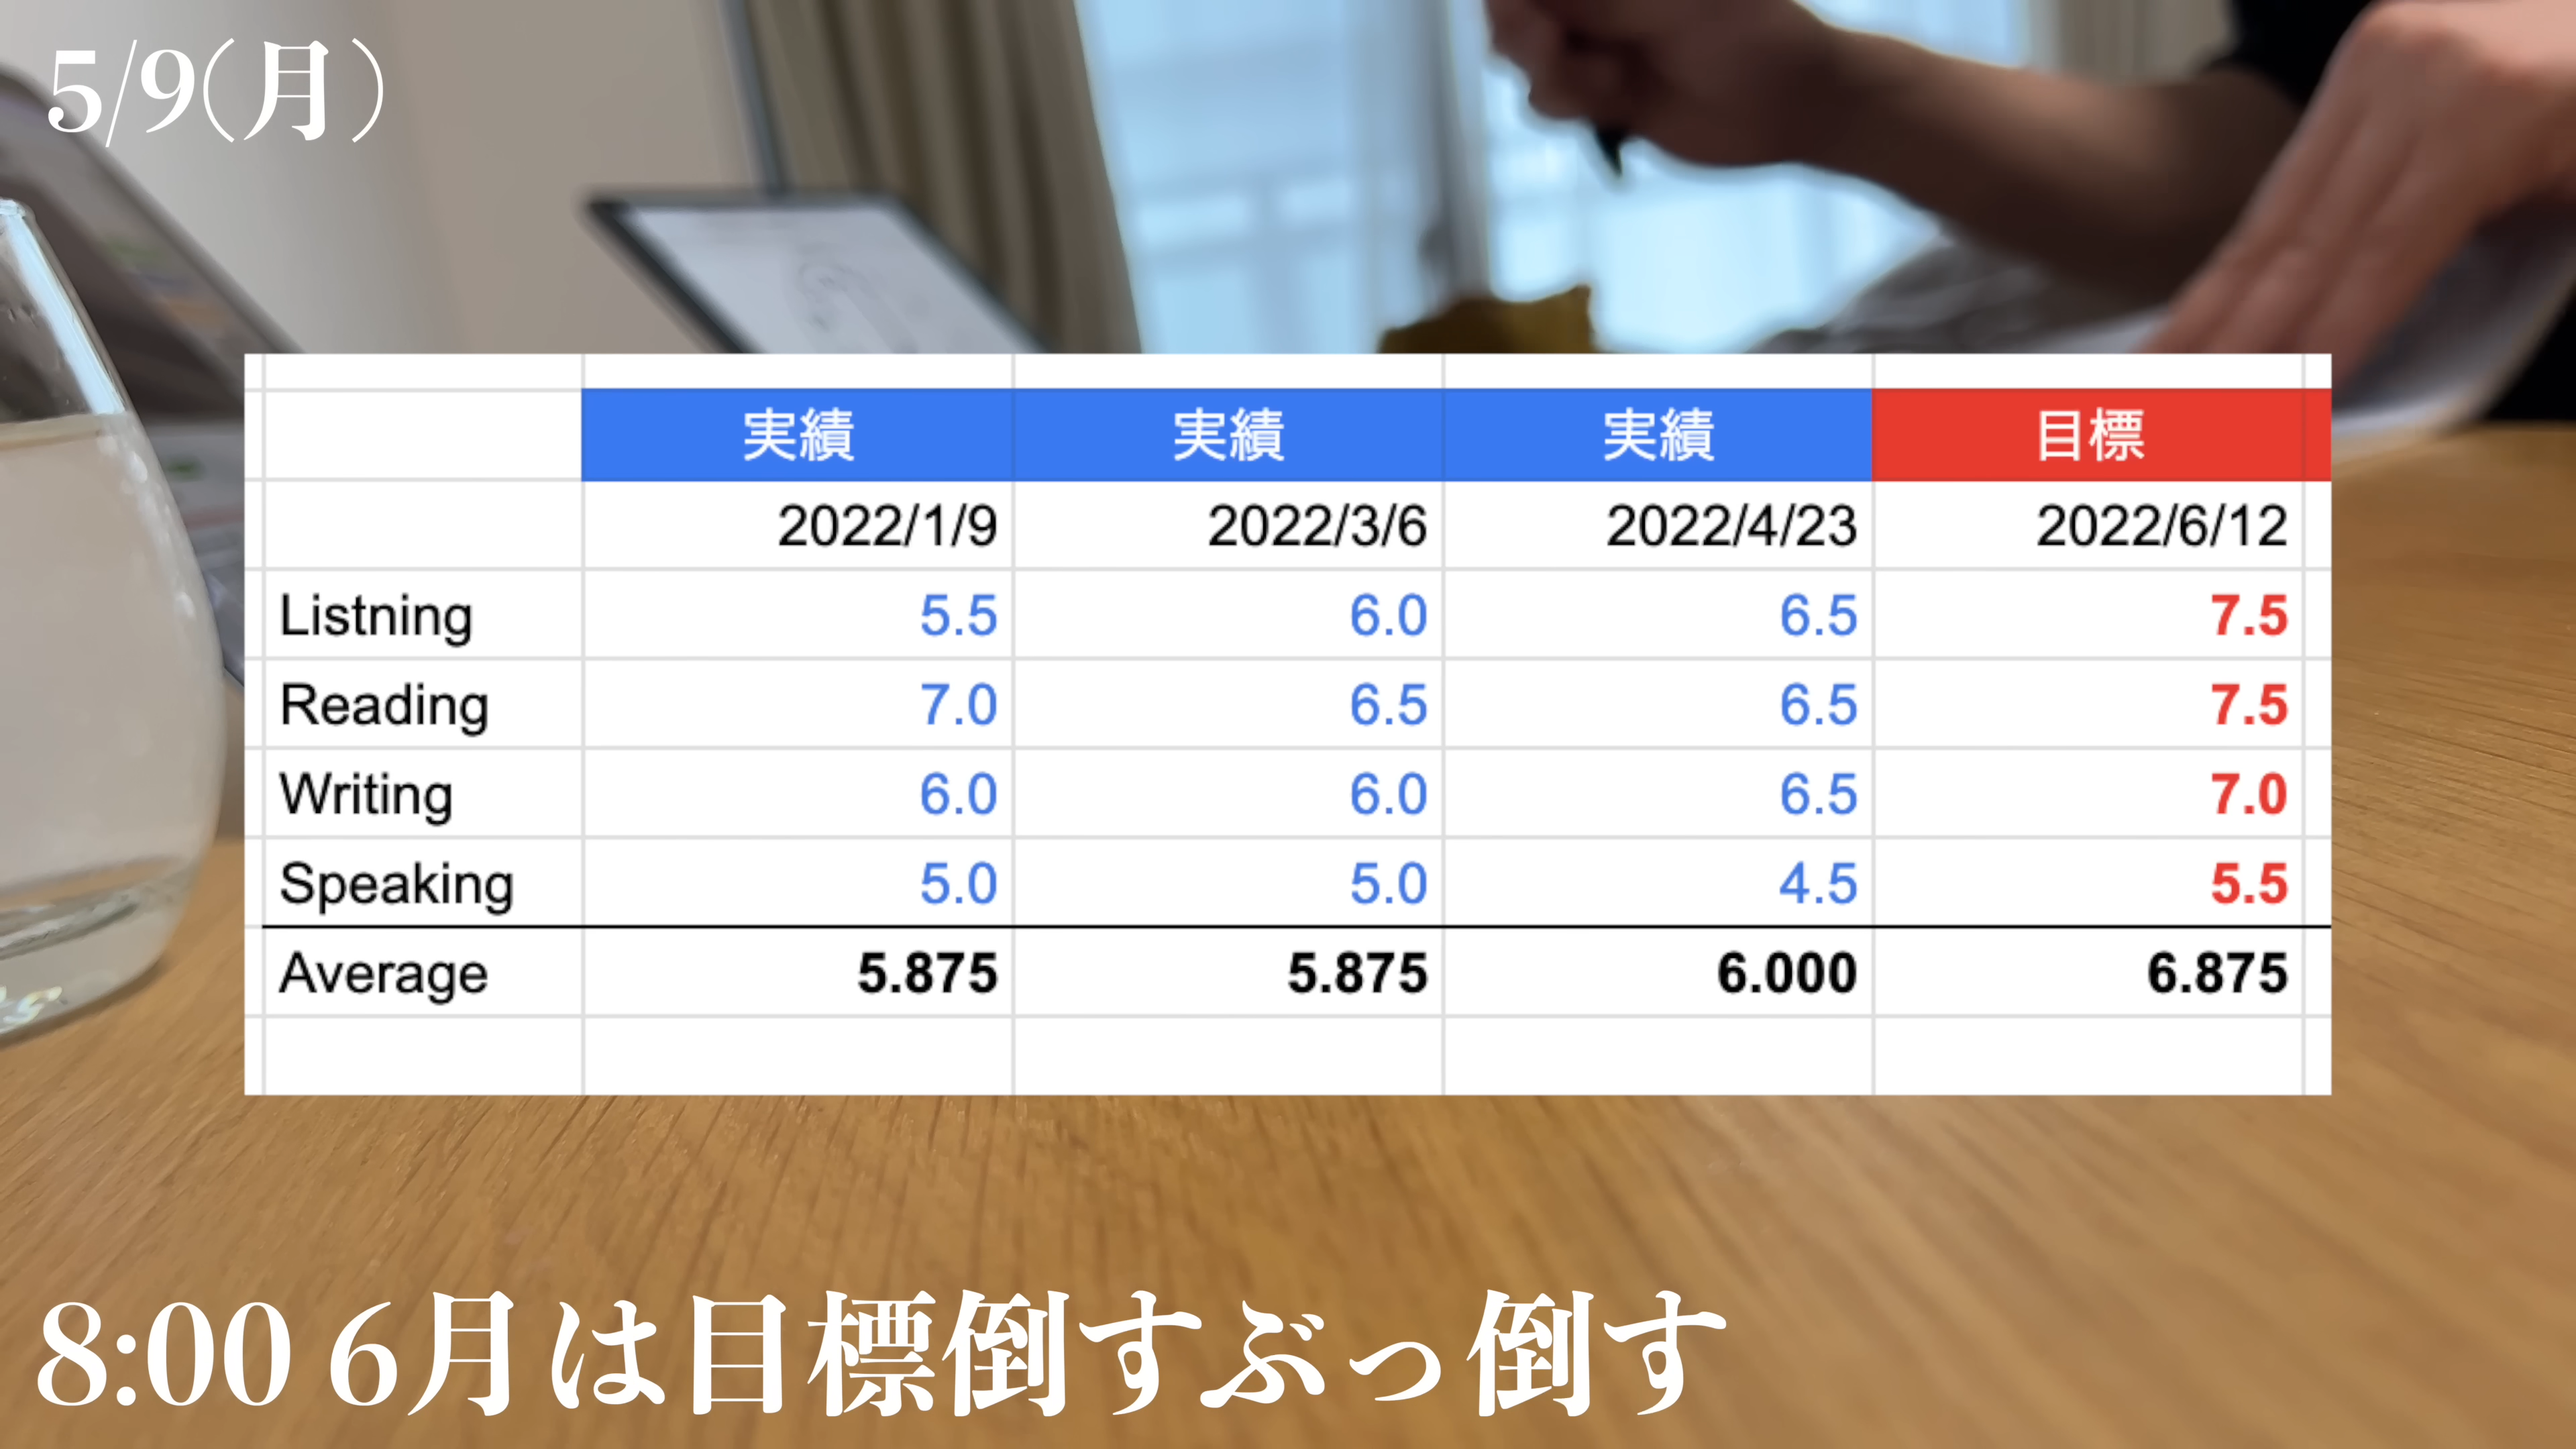 5/9(月)
実績 実績 実績 目標
2022/1/9 2022/3/6 2022/4/23 2022/6/12
Listning 5.5 6.0 6.5 7.5
Reading 7.0 6.5 6.5 7.5
Writing 6.0 6.0 6.5 7.0
Speaking 5.0 5.0 4.5 5.5
Average 5.875 5.875 6.000 6.875
8:00 6月は目標倒すぶっ倒す